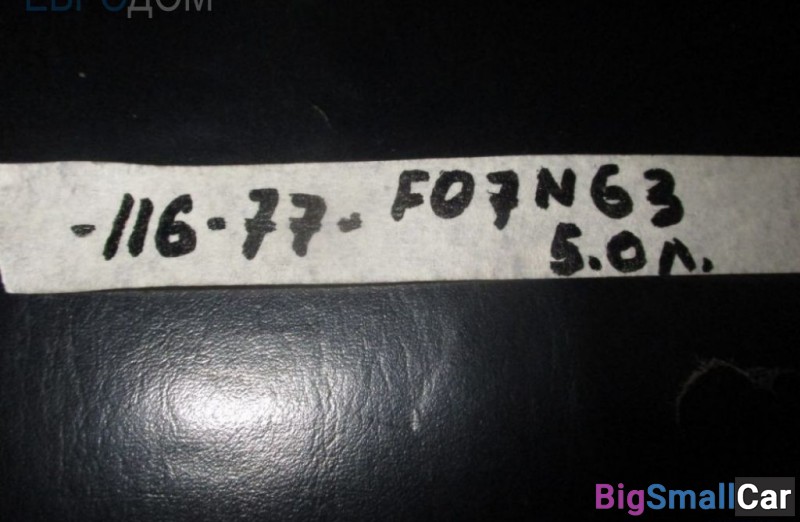 ЕВРОДОМ
-116-77- F07N63
5.0л.
BigSmallCar